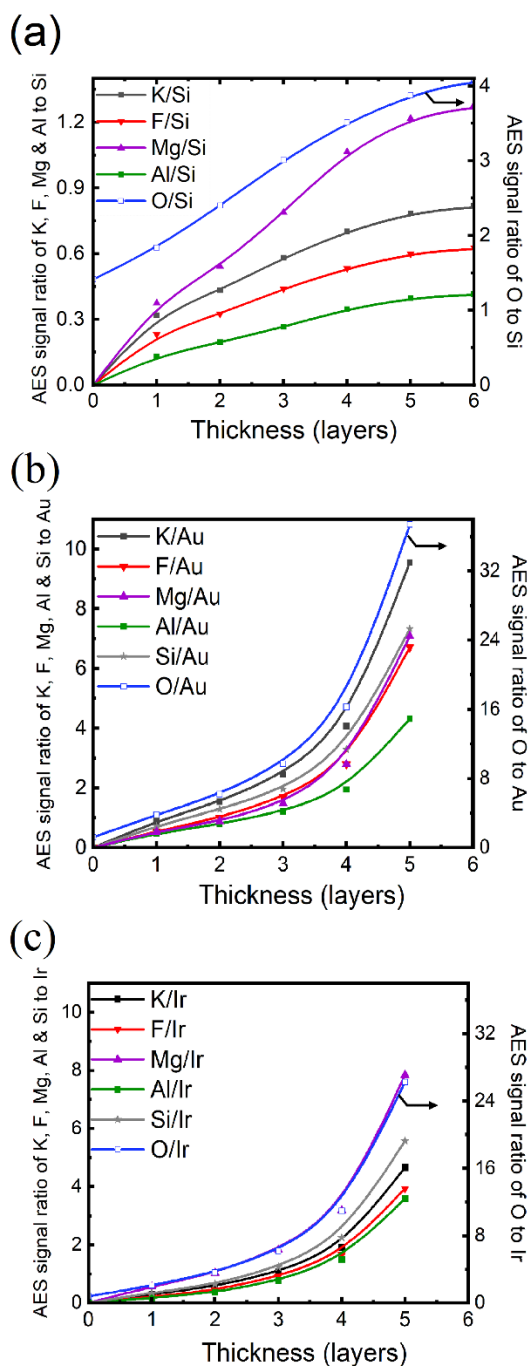 (a)
AES signal ratio of K, F, Mg & Al to Si
1.2
0.9
0.6
0.3
0.0
K/Si
F/Si
Mg/Si
Al/Si
O/Si
4
3
2
1
0
AES signal ratio of O to Si
0 1 2 3 4 5 6
Thickness (layers)
(b)
AES signal ratio of K, F, Mg, Al & Si to Au
10
8
6
4
2
0
K/Au
F/Au
Mg/Au
Al/Au
Si/Au
O/Au
32
24
16
8
0
AES signal ratio of O to Au
0 1 2 3 4 5 6
Thickness (layers)
(c)
AES signal ratio of K, F, Mg, Al & Si to Ir
10
8
6
4
2
0
K/Ir
F/Ir
Mg/Ir
Al/Ir
Si/Ir
O/Ir
32
24
16
8
0
AES signal ratio of O to Ir
0 1 2 3 4 5 6
Thickness (layers)